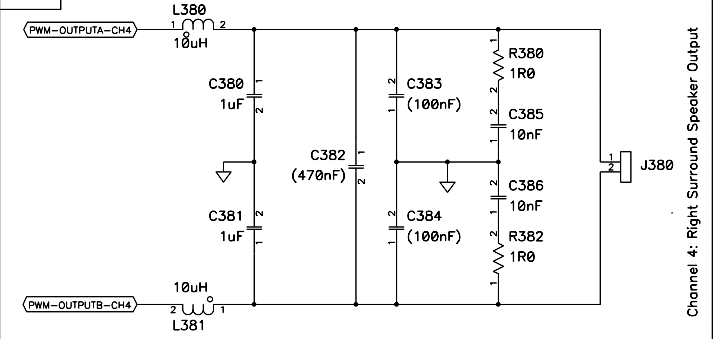 L380
PWM-OUTPUTA-CH4
1
2
10uH
R380
1R0
1
2
C380
1uF
1
2
C383
(100nF)
2
1
C385
10nF
2
1
C382
(470nF)
1
2
J380
1
2
C381
1uF
2
1
C384
(100nF)
2
1
C386
10nF
1
2
R382
1R0
2
1
10uH
PWM-OUTPUTB-CH4
2
1
L381
Channel 4: Right Surround Speaker Output